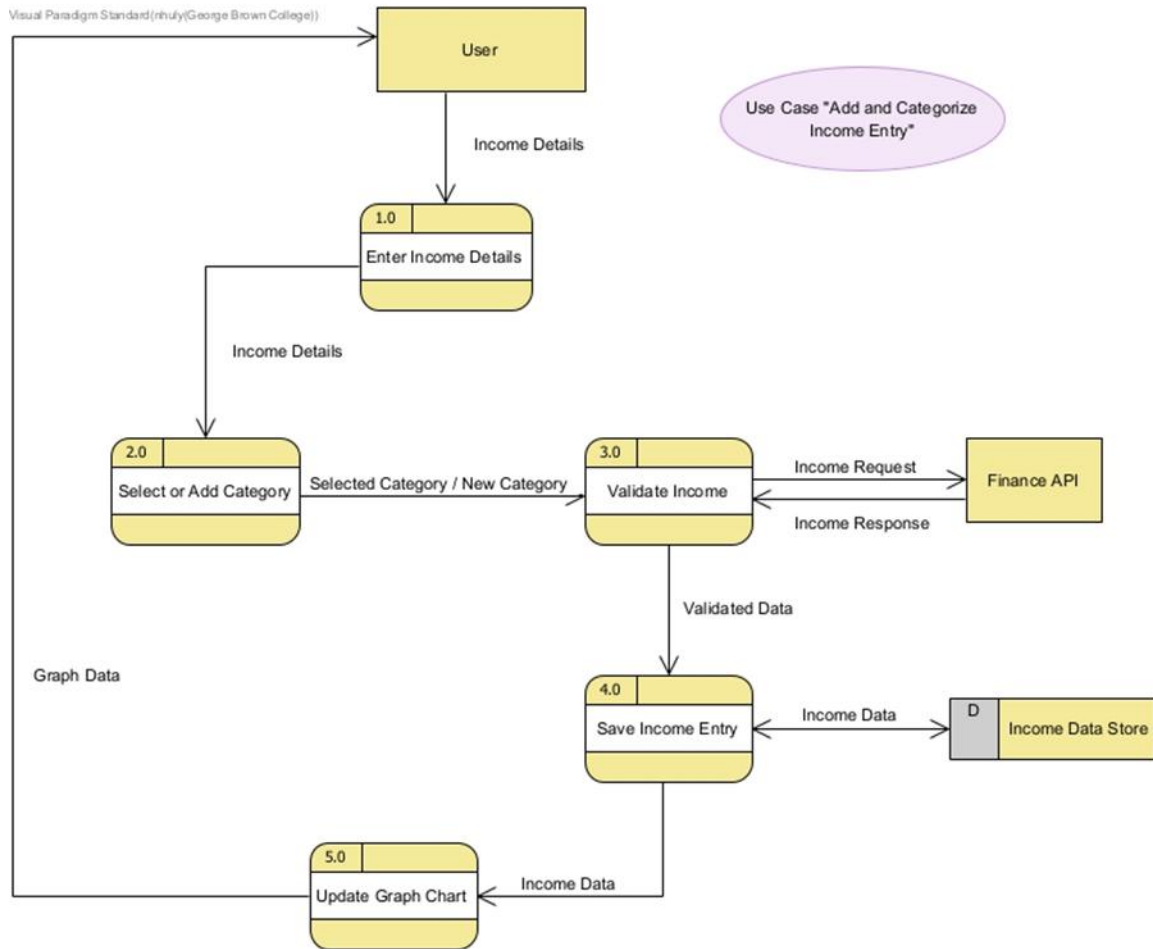 Visual Paradigm Standard(nhuly(George Brown College))
User
Use Case "Add and Categorize
Income Entry"
Income Details
1.0
Enter Income Details
Income Details
2.0
Select or Add Category
Selected Category / New Category
3.0
Validate Income
Income Request
Income Response
Finance API
Validated Data
Graph Data
4.0
Save Income Entry
Income Data
D
Income Data Store
5.0
Update Graph Chart
Income Data